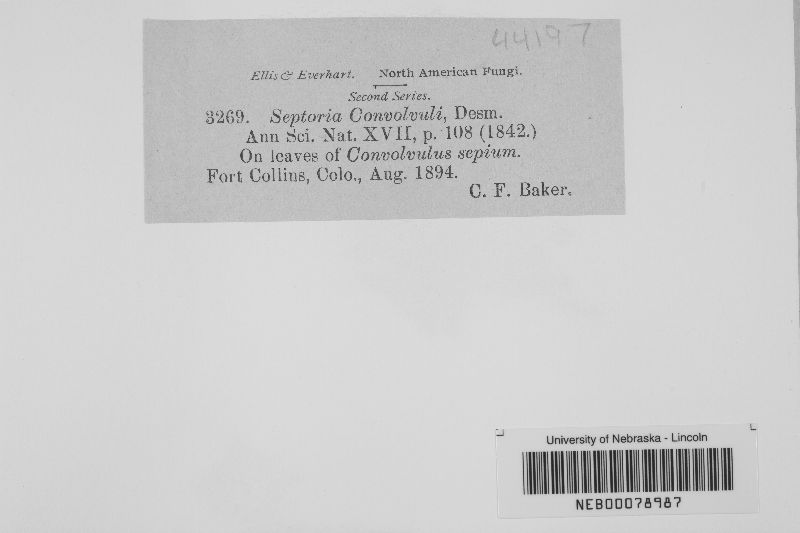 44197
Ellis & Everhart. North American Fungi.
Second Series.
3269. Septoria Convolvuli, Desm.
Ann Sci. Nat. XVII, p. 108 (1842.)
On leaves of Convolvulus sepium.
Fort Collins, Colo., Aug. 1894.
C. F. Baker.
University of Nebraska - Lincoln
NEB00078987